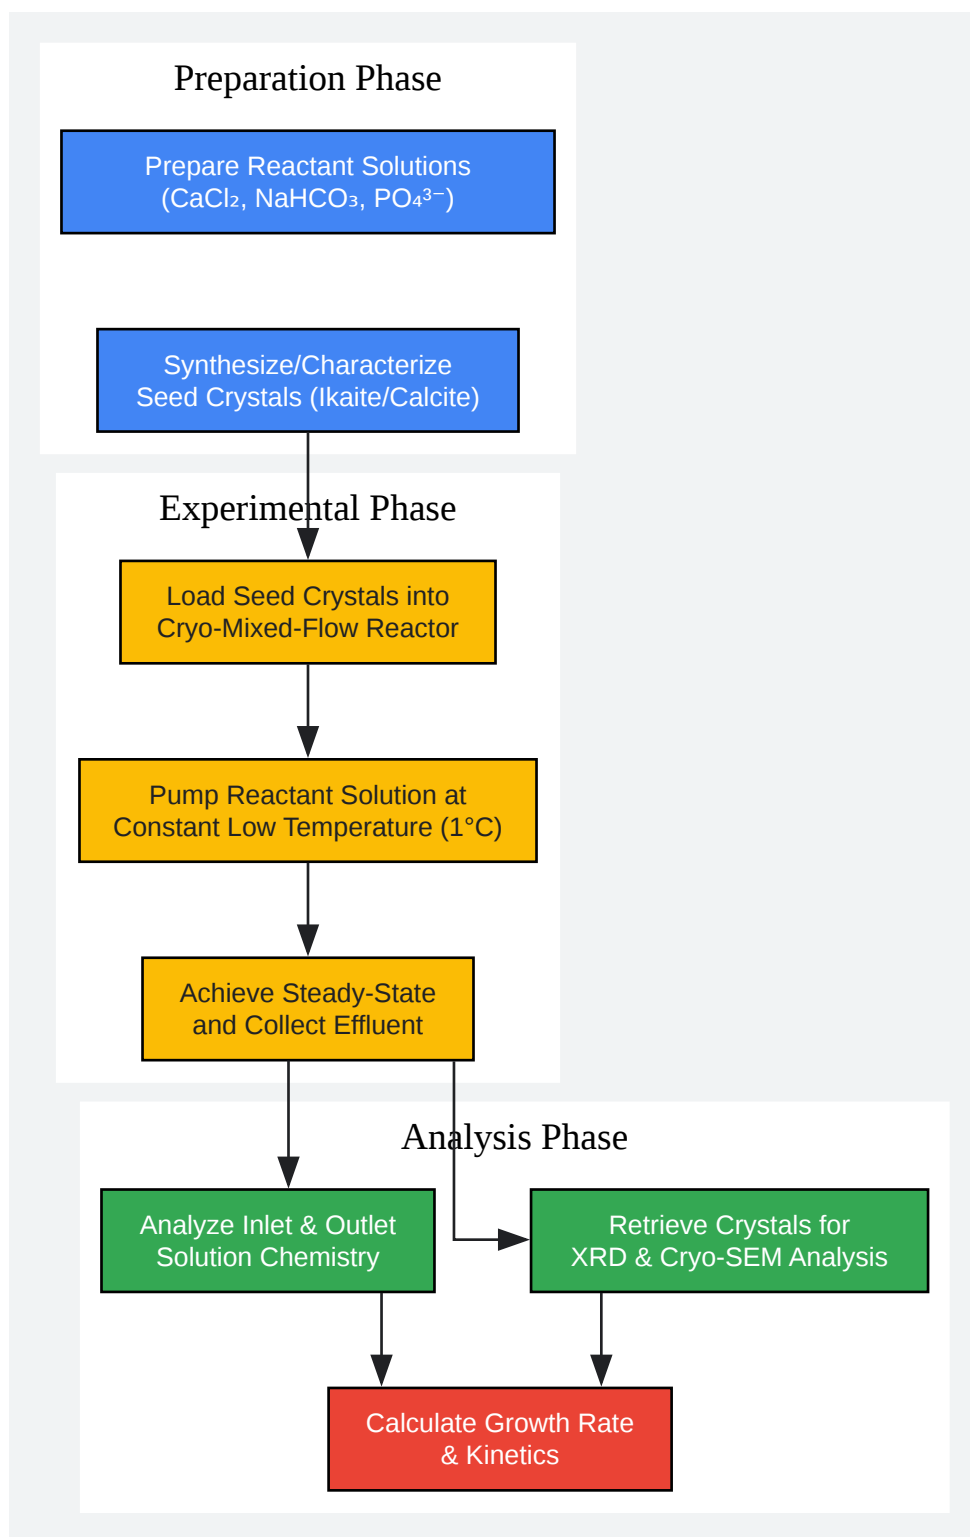 Preparation Phase
Prepare Reactant Solutions
(CaCl₂, NaHCO₃, PO₄³⁻)
Synthesize/Characterize
Seed Crystals (Ikaite/Calcite)
Experimental Phase
Load Seed Crystals into
Cryo-Mixed-Flow Reactor
Pump Reactant Solution at
Constant Low Temperature (1°C)
Achieve Steady-State
and Collect Effluent
Analysis Phase
Analyze Inlet & Outlet
Solution Chemistry
Retrieve Crystals for
XRD & Cryo-SEM Analysis
Calculate Growth Rate
& Kinetics